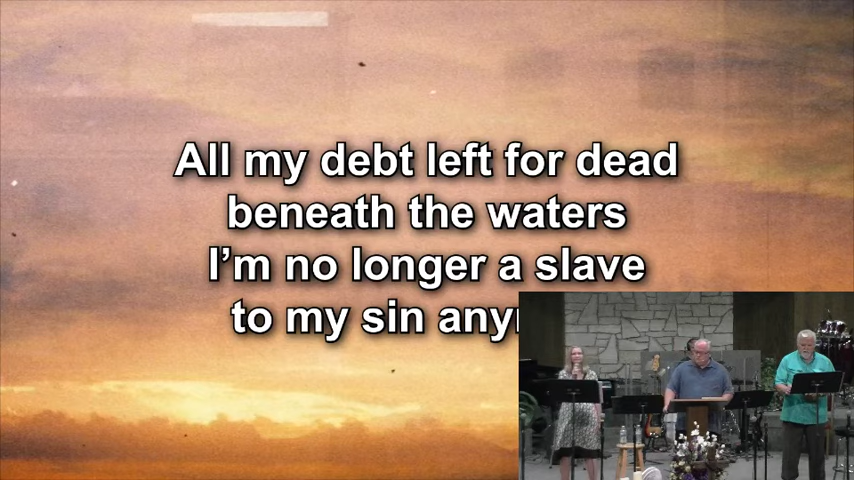 All my debt left for dead
beneath the waters
I'm no longer a slave
to my sin